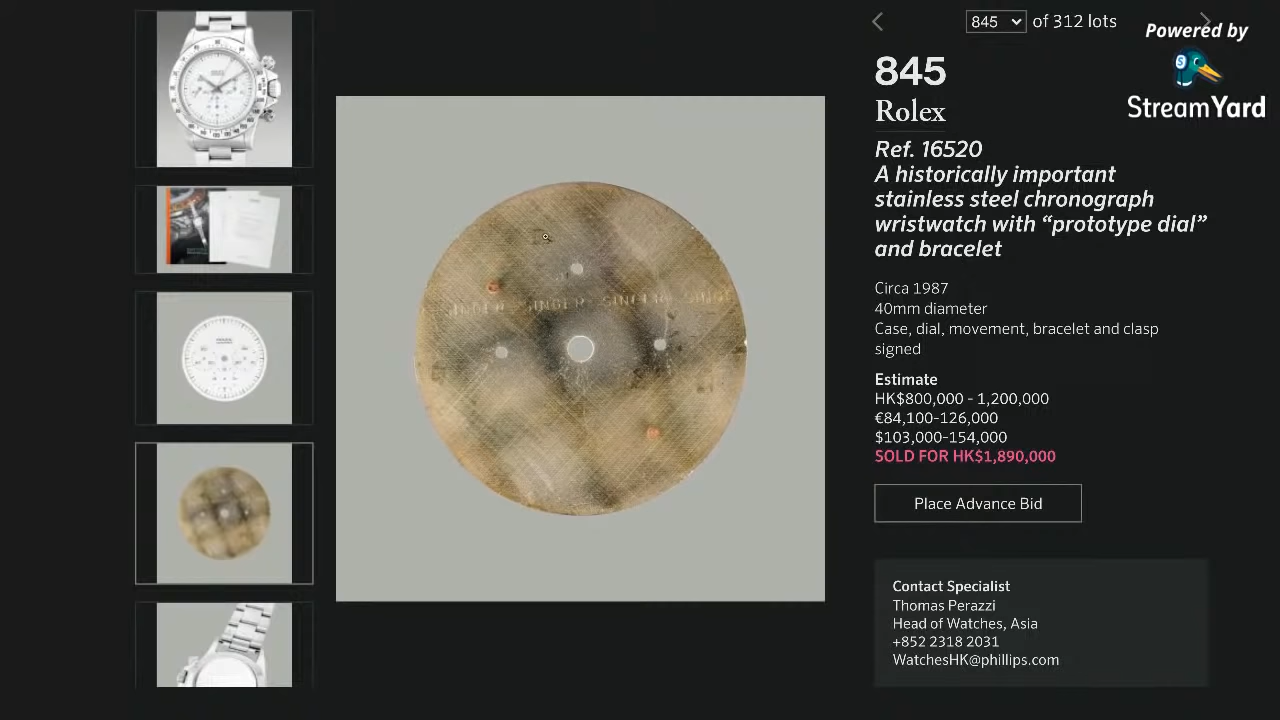 845 of 312 lots
Powered by
StreamYard
845
Rolex
Ref. 16520
A historically important
stainless steel chronograph
wristwatch with “prototype dial”
and bracelet
Circa 1987
40mm diameter
Case, dial, movement, bracelet and clasp
signed
Estimate
HK$800,000 - 1,200,000
€84,100-126,000
$103,000-154,000
SOLD FOR HK$1,890,000
Place Advance Bid
Contact Specialist
Thomas Perazzi
Head of Watches, Asia
+852 2318 2031
WatchesHK@phillips.com
SINGER SINGER